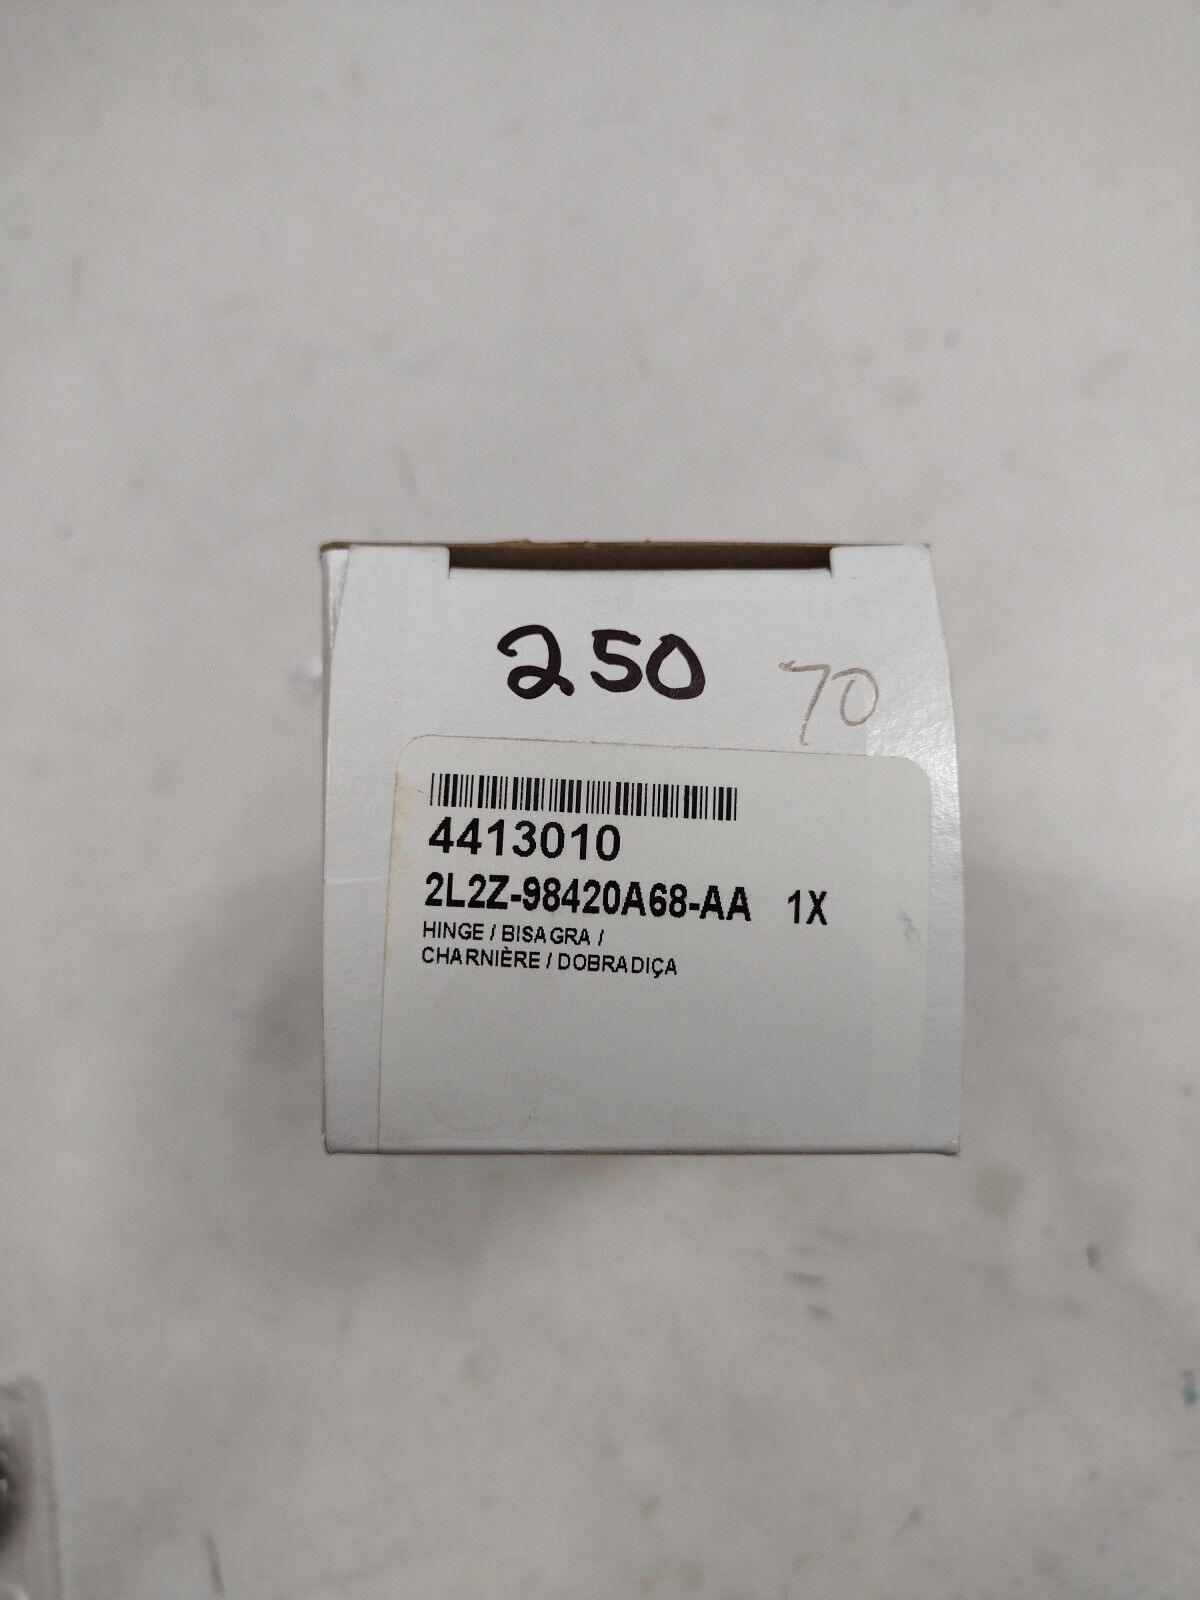 250 70
4413010
2L2Z-98420A68-AA 1X
HINGE / BISAGRA /
CHARNIÈRE / DOBRADIÇA